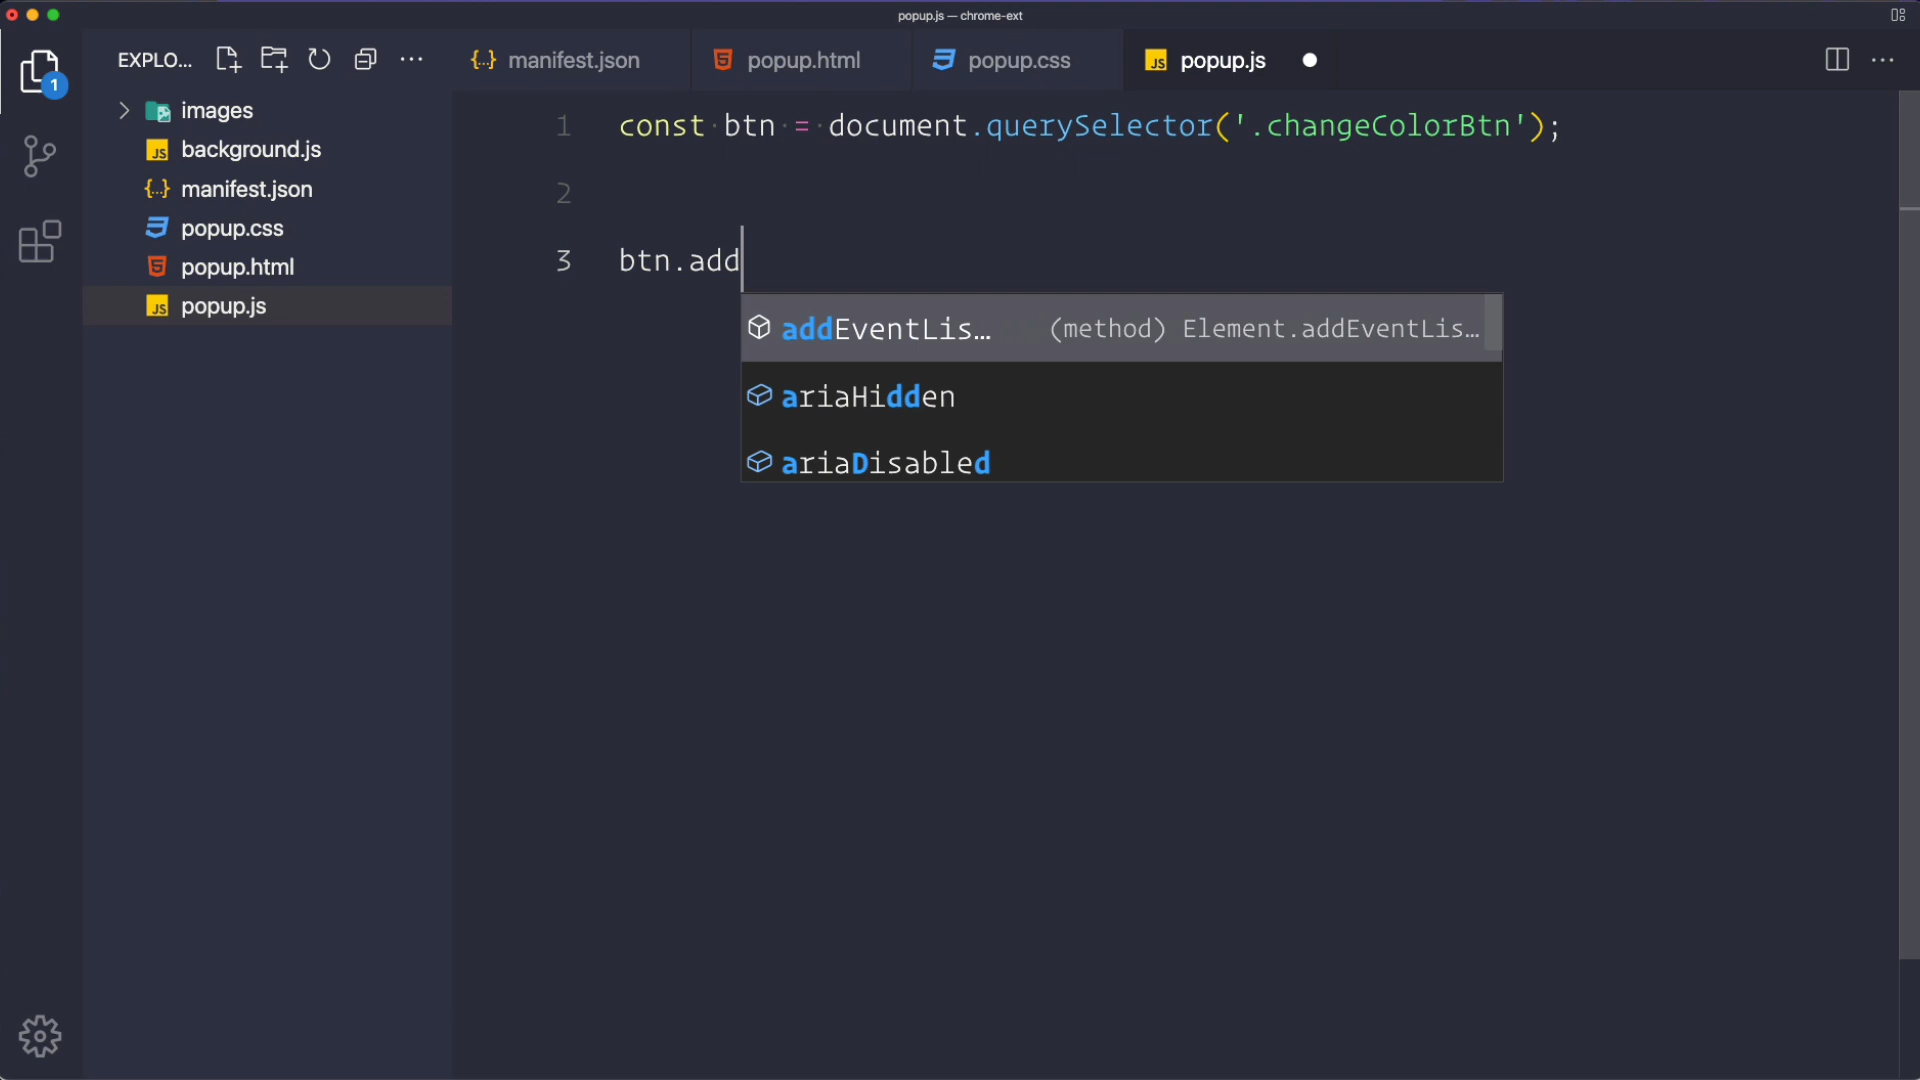 popup.js — chrome-ext
EXPLO...
manifest.json
popup.html
popup.css
popup.js
1
images
background.js
manifest.json
popup.css
popup.html
popup.js
1 const btn = document.querySelector('.changeColorBtn');
2
3 btn.add
addEventLis… (method) Element.addEventLis…
ariaHidden
ariaDisabled